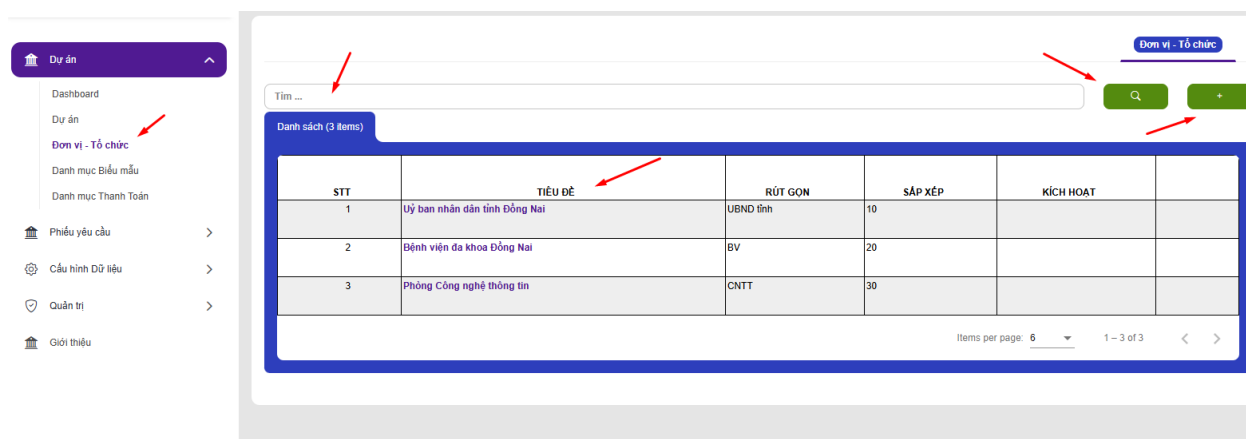 Dự án
Dashboard
Dự án
Đơn vị - Tổ chức
Danh mục Biểu mẫu
Danh mục Thanh Toán
Phiếu yêu cầu
Cấu hình Dữ liệu
Quản trị
Giới thiệu
Đơn vị - Tổ chức
Tìm ...
+
Danh sách (3 items)
STT TIÊU ĐỀ RÚT GỌN SẮP XẾP KÍCH HOẠT
1 Uỷ ban nhân dân tỉnh Đồng Nai UBND tỉnh 10
2 Bệnh viện đa khoa Đồng Nai BV 20
3 Phòng Công nghệ thông tin CNTT 30
Items per page: 6 1 – 3 of 3